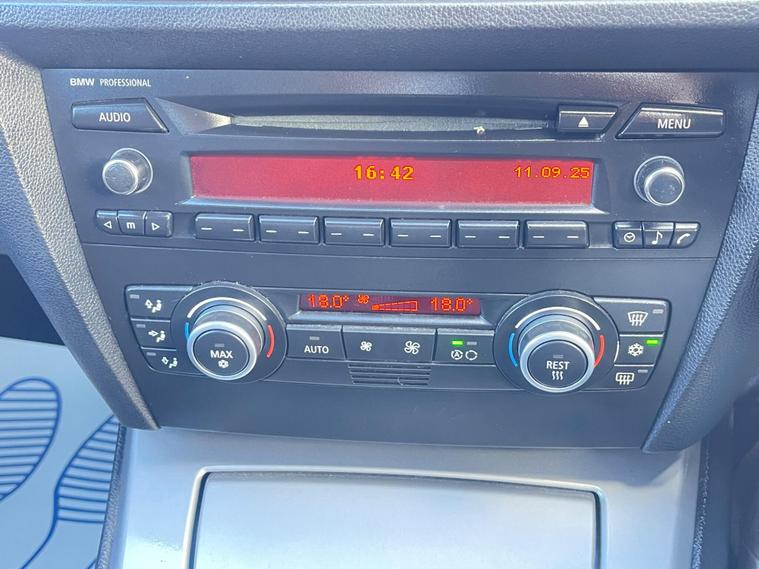 BMW PROFESSIONAL
AUDIO
MENU
16:42
11.09.25
m
18.0°
18.0°
MAX
AUTO
A
REST